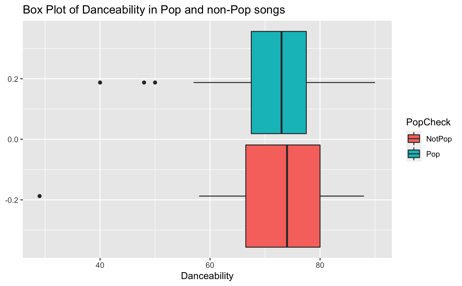 Box Plot of Danceability in Pop and non-Pop songs
0.2
0.0
-0.2
40 60 80
Danceability
PopCheck
NotPop
Pop